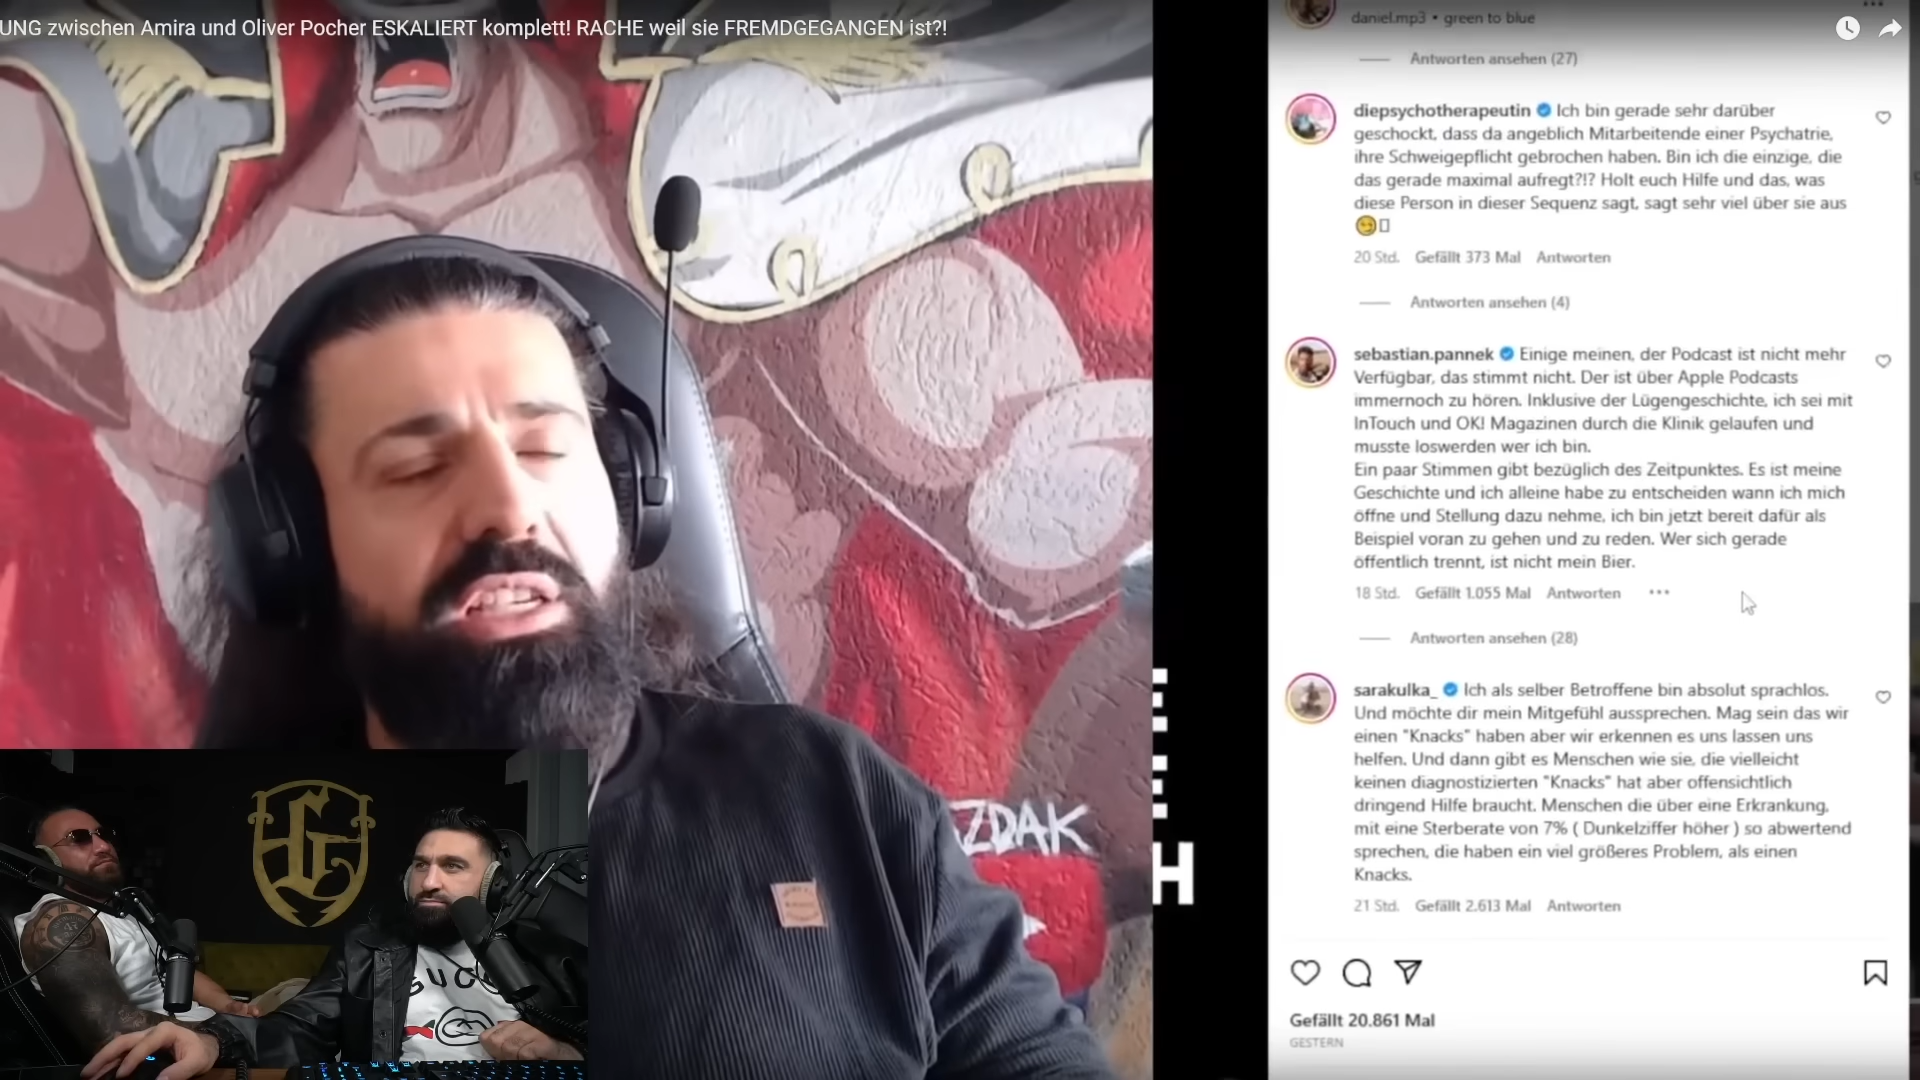 UNG zwischen Amira und Oliver Pocher ESKALIERT komplett! RACHE weil sie FREMDGEGANGEN ist?!
daniel.mp3 • green to blue
Antworten ansehen (27)
diepsychotherapeutin Ich bin gerade sehr darüber
geschockt, dass da angeblich Mitarbeitende einer Psychatrie,
ihre Schweigepflicht gebrochen haben. Bin ich die einzige, die
das gerade maximal aufregt?!? Holt euch Hilfe und das, was
diese Person in dieser Sequenz sagt, sagt sehr viel über sie aus
20 Std. Gefällt 373 Mal Antworten
Antworten ansehen (4)
sebastian.pannek Einige meinen, der Podcast ist nicht mehr
Verfügbar, das stimmt nicht. Der ist über Apple Podcasts
immernoch zu hören. Inklusive der Lügengeschichte, ich sei mit
InTouch und OK! Magazinen durch die Klinik gelaufen und
musste loswerden wer ich bin.
Ein paar Stimmen gibt bezüglich des Zeitpunktes. Es ist meine
Geschichte und ich alleine habe zu entscheiden wann ich mich
öffne und Stellung dazu nehme, ich bin jetzt bereit dafür als
Beispiel voran zu gehen und zu reden. Wer sich gerade
öffentlich trennt, ist nicht mein Bier.
18 Std. Gefällt 1.055 Mal Antworten
Antworten ansehen (28)
sarakulka_ Ich als selber Betroffene bin absolut sprachlos.
Und möchte dir mein Mitgefühl aussprechen. Mag sein das wir
einen "Knacks" haben aber wir erkennen es uns lassen uns
helfen. Und dann gibt es Menschen wie sie, die vielleicht
keinen diagnostizierten "Knacks" hat aber offensichtlich
dringend Hilfe braucht. Menschen die über eine Erkrankung,
mit eine Sterberate von 7% ( Dunkelziffer höher ) so abwertend
sprechen, die haben ein viel größeres Problem, als einen
Knacks.
21 Std. Gefällt 2.613 Mal Antworten
Gefällt 20.861 Mal
GESTERN
ZDAK
H
GUC